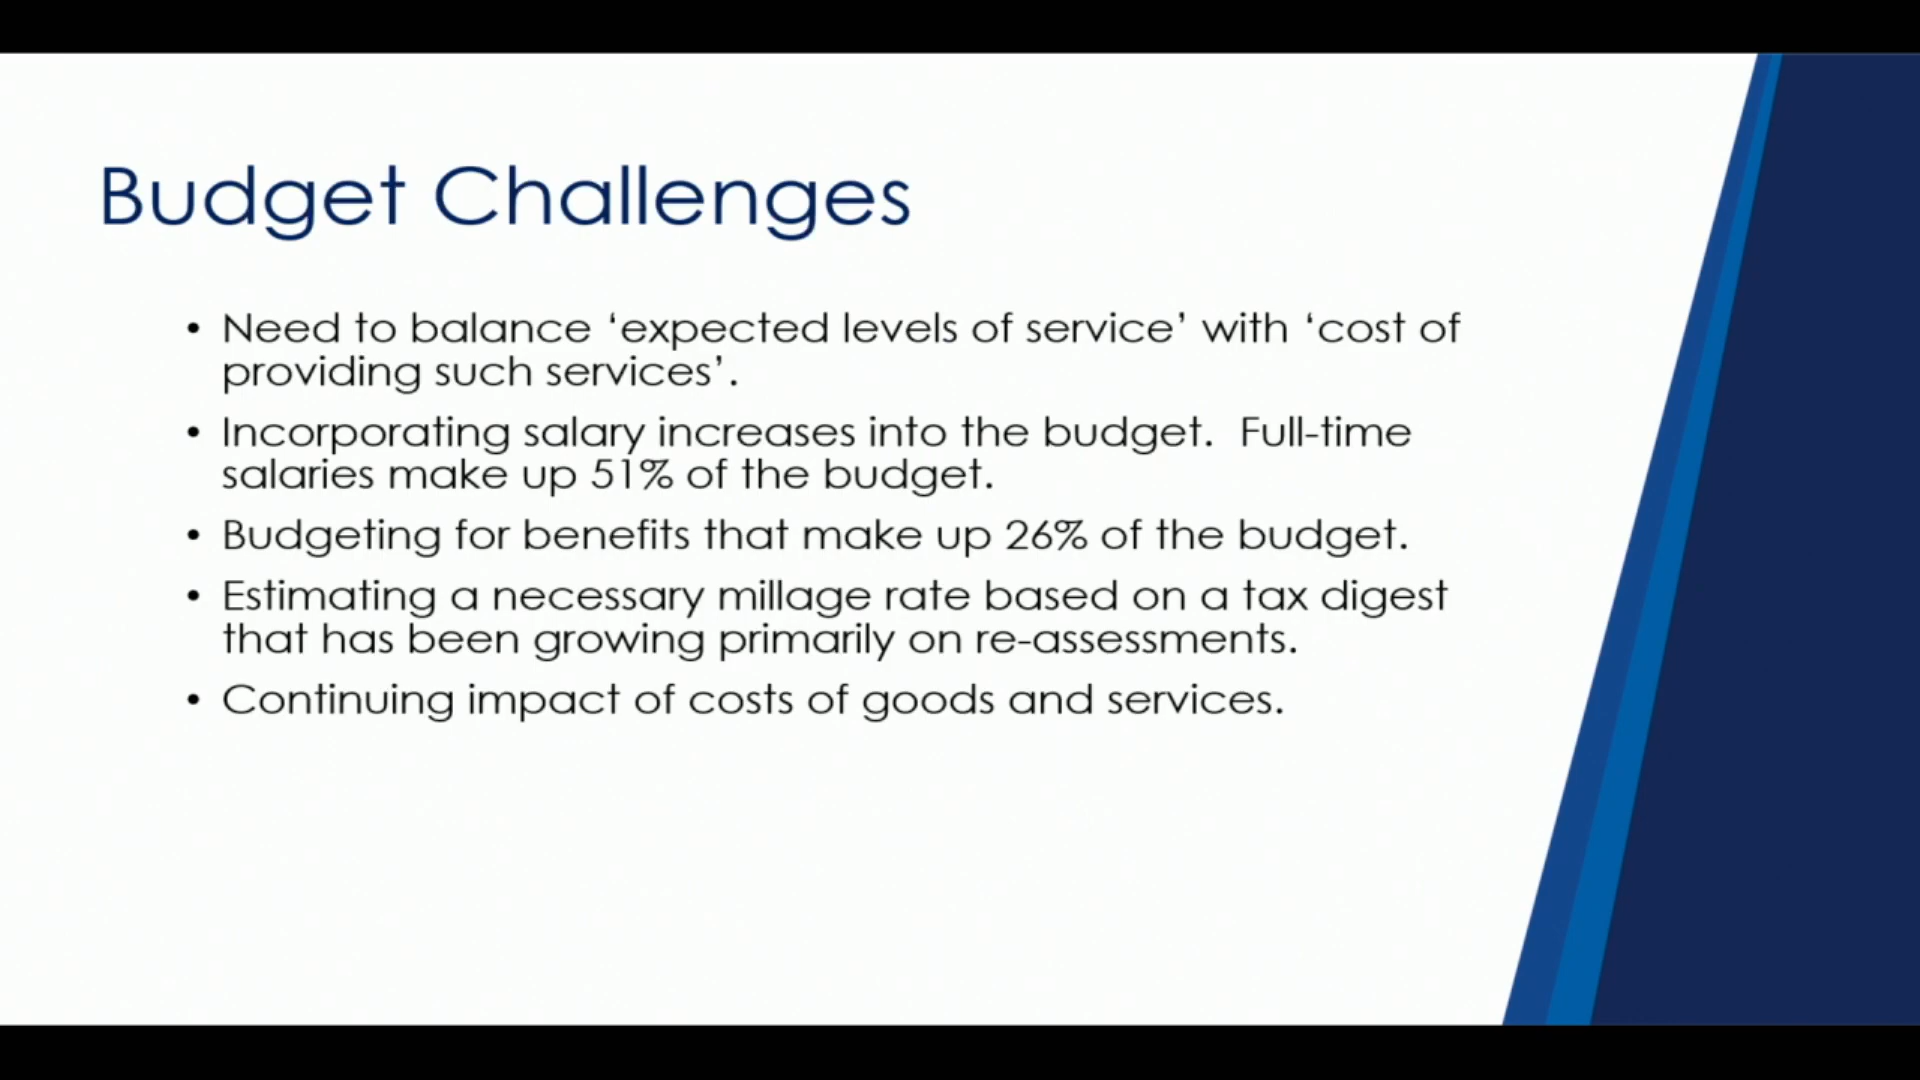 Budget Challenges
• Need to balance ‘expected levels of service’ with ‘cost of
providing such services’.
• Incorporating salary increases into the budget.  Full-time
salaries make up 51% of the budget.
• Budgeting for benefits that make up 26% of the budget.
• Estimating a necessary millage rate based on a tax digest
that has been growing primarily on re-assessments.
• Continuing impact of costs of goods and services.